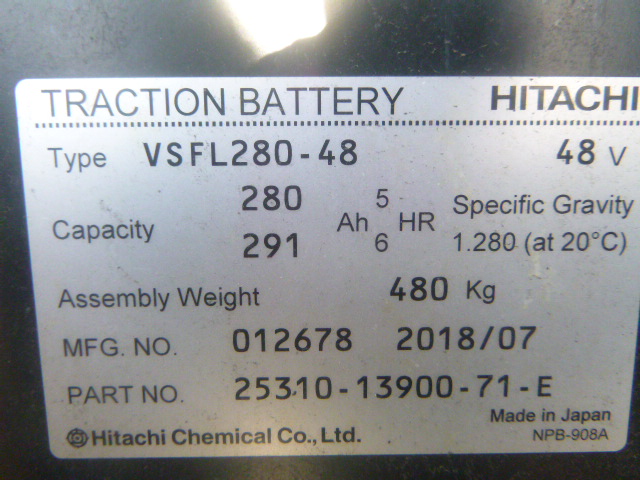 TRACTION BATTERY HITACHI
Type VSFL280-48 48 V
Capacity 280 Ah 5 HR Specific Gravity
291 6 1.280 (at 20°C)
Assembly Weight 480 Kg
MFG. NO. 012678 2018/07
PART NO. 25310-13900-71-E
Made in Japan
Hitachi Chemical Co., Ltd. NPB-908A